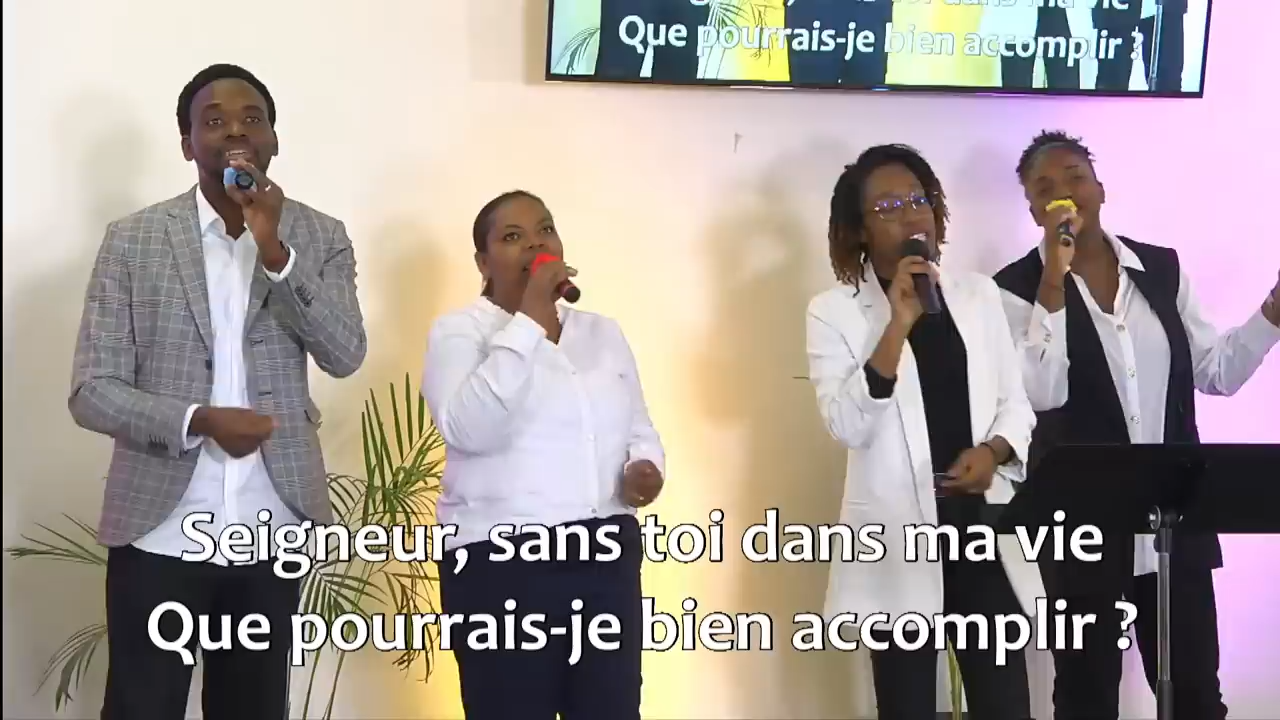 Que pourrais-je bien accomplir ?
Seigneur, sans toi dans ma vie
Que pourrais-je bien accomplir ?